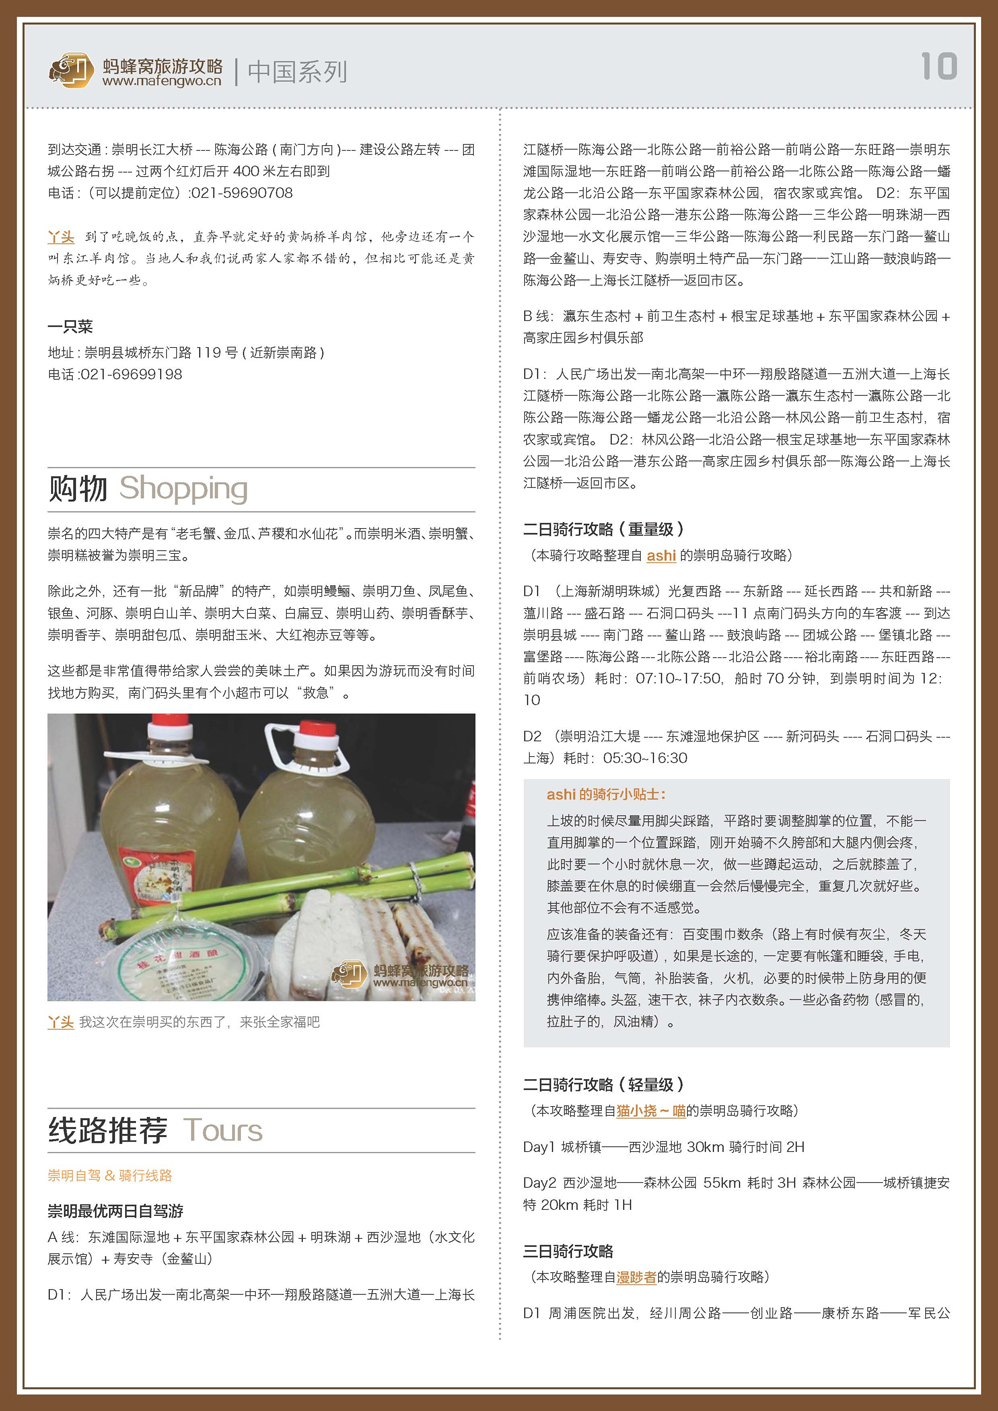 蚂蜂窝旅游攻略
www.mafengwo.cn
中国系列
10
到达交通 : 崇明长江大桥 --- 陈海公路 ( 南门方向 )--- 建设公路左转 --- 团
城公路右拐 --- 过两个红灯后开 400 米左右即到
电话 :（可以提前定位）:021-59690708
丫头 到了吃晚饭的点，直奔早就定好的黄炳桥羊肉馆，他旁边还有一个
叫东江羊肉馆。当地人和我们说两家人家都不错的，但相比可能还是黄
炳桥更好吃一些。
一只菜
地址 : 崇明县城桥东门路 119 号 ( 近新崇南路 )
电话 :021-69699198
购物 Shopping
崇名的四大特产是有“老毛蟹、金瓜、芦稷和水仙花”。而崇明米酒、崇明蟹、
崇明糕被誉为崇明三宝。
除此之外，还有一批“新品牌”的特产，如崇明鳗鲡、崇明刀鱼、凤尾鱼、
银鱼、河豚、崇明白山羊、崇明大白菜、白扁豆、崇明山药、崇明香酥芋、
崇明香芋、崇明甜包瓜、崇明甜玉米、大红袍赤豆等等。
这些都是非常值得带给家人尝尝的美味土产。如果因为游玩而没有时间
找地方购买，南门码头里有个小超市可以“救急”。
蚂蜂窝旅游攻略
www.mafengwo.cn
丫头 我这次在崇明买的东西了，来张全家福吧
线路推荐 Tours
崇明自驾 & 骑行线路
崇明最优两日自驾游
A 线：东滩国际湿地 + 东平国家森林公园 + 明珠湖 + 西沙湿地（水文化
展示馆）+ 寿安寺（金鳌山）
D1：人民广场出发—南北高架—中环—翔殷路隧道—五洲大道—上海长
江隧桥—陈海公路—北陈公路—前裕公路—前哨公路—东旺路—崇明东
滩国际湿地—东旺路—前哨公路—前裕公路—北陈公路—陈海公路—蟠
龙公路—北沿公路—东平国家森林公园，宿农家或宾馆。 D2：东平国
家森林公园—北沿公路—港东公路—陈海公路—三华公路—明珠湖—西
沙湿地—水文化展示馆—三华公路—陈海公路—利民路—东门路—鳌山
路—金鳌山、寿安寺、购崇明土特产品—东门路—一江山路—鼓浪屿路—
陈海公路—上海长江隧桥—返回市区。
B 线：瀛东生态村 + 前卫生态村 + 根宝足球基地 + 东平国家森林公园 +
高家庄园乡村俱乐部
D1：人民广场出发—南北高架—中环—翔殷路隧道—五洲大道—上海长
江隧桥—陈海公路—北陈公路—瀛陈公路—瀛东生态村—瀛陈公路—北
陈公路—陈海公路—蟠龙公路—北沿公路—林风公路—前卫生态村，宿
农家或宾馆。 D2：林风公路—北沿公路—根宝足球基地—东平国家森林
公园—北沿公路—港东公路—高家庄园乡村俱乐部—陈海公路—上海长
江隧桥—返回市区。
二日骑行攻略（重量级）
（本骑行攻略整理自 ashi 的崇明岛骑行攻略）
D1 （上海新湖明珠城）光复西路 --- 东新路 --- 延长西路 --- 共和新路 ---
蕰川路 --- 盛石路 --- 石洞口码头 ---11 点南门码头方向的车客渡 --- 到达
崇明县城 ---- 南门路 --- 鳌山路 --- 鼓浪屿路 --- 团城公路 --- 堡镇北路 ---
富堡路 ---- 陈海公路 --- 北陈公路 --- 北沿公路 ---- 裕北南路 ---- 东旺西路 ---
前哨农场）耗时：07:10~17:50，船时 70 分钟，到崇明时间为 12：
10
D2 （崇明沿江大堤 ---- 东滩湿地保护区 ---- 新河码头 ---- 石洞口码头 ---
上海）耗时：05:30~16:30
ashi 的骑行小贴士：
上坡的时候尽量用脚尖踩踏，平路时要调整脚掌的位置，不能一
直用脚掌的一个位置踩踏，刚开始骑不久胯部和大腿内侧会疼，
此时要一个小时就休息一次，做一些蹲起运动，之后就膝盖了，
膝盖要在休息的时候绷直一会然后慢慢完全，重复几次就好些。
其他部位不会有不适感觉。
应该准备的装备还有：百变围巾数条（路上有时候有灰尘，冬天
骑行要保护呼吸道），如果是长途的，一定要有帐篷和睡袋，手电，
内外备胎，气筒，补胎装备，火机，必要的时候带上防身用的便
携伸缩棒。头盔，速干衣，袜子内衣数条。一些必备药物（感冒的，
拉肚子的，风油精）。
二日骑行攻略（轻量级）
（本攻略整理自猫小挠～喵的崇明岛骑行攻略）
Day1 城桥镇——西沙湿地 30km 骑行时间 2H
Day2 西沙湿地——森林公园 55km 耗时 3H 森林公园——城桥镇捷安
特 20km 耗时 1H
三日骑行攻略
（本攻略整理自漫踄者的崇明岛骑行攻略）
D1 周浦医院出发，经川周公路——创业路——康桥东路——军民公